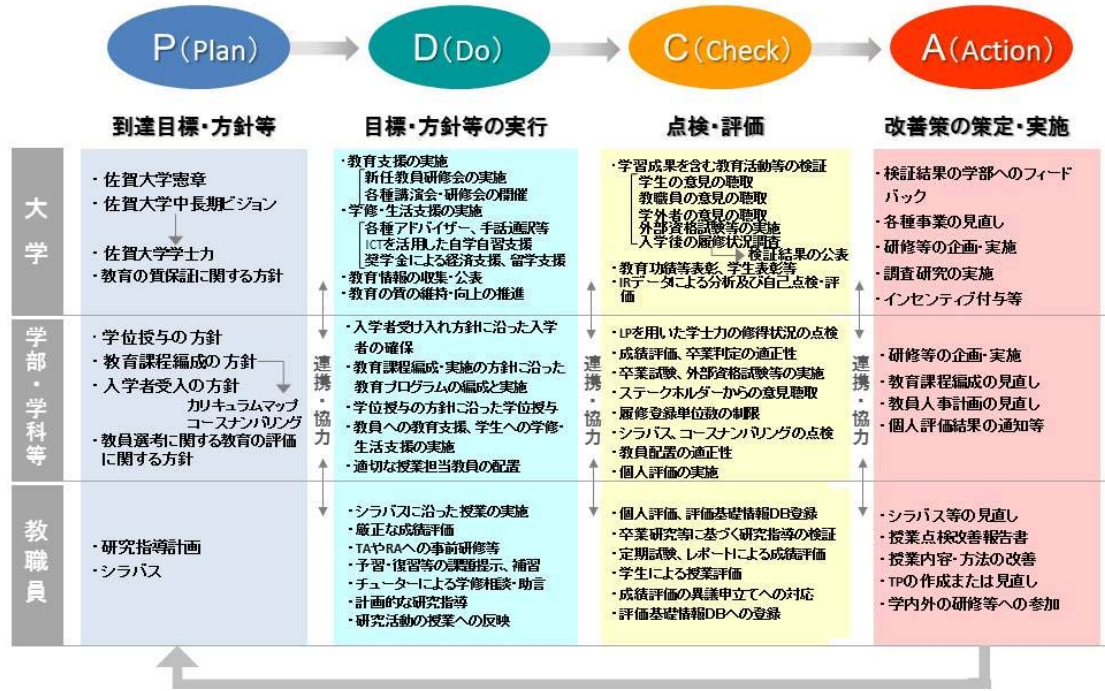 P(Plan)
D(Do)
C(Check)
A(Action)
到達目標・方針等
目標・方針等の実行
点検・評価
改善策の策定・実施
大学
・佐賀大学憲章
・佐賀大学中長期ビジョン
・佐賀大学学士力
・教育の質保証に関する方針
・教育支援の実施
新任教員研修会の実施
各種講演会・研修会の開催
・学修・生活支援の実施
各種アドバイザー、手話通訳等
ICTを活用した自学自習支援
奨学金による経済支援、留学支援
・教育情報の収集・公表
・教育の質の維持・向上の推進
・学習成果を含む教育活動等の検証
学生の意見の聴取
教職員の意見の聴取
学外者の意見の聴取
外部資格試験等の実施
入学後の履修状況調査
検証結果の公表
・教育功績等表彰、学生表彰等
・IRデータによる分析及び自己点検・評
価
・検証結果の学部へのフィード
バック
・各種事業の見直し
・研修等の企画・実施
・調査研究の実施
・インセンティブ付与等
学部・学科等
・学位授与の方針
・教育課程編成の方針
・入学者受入の方針
カリキュラムマップ
コースナンバリング
・教員選考に関する教育の評価
に関する方針
連携・協力
・入学者受け入れ方針に沿った入学
者の確保
・教育課程編成・実施の方針に沿った
教育プログラムの編成と実施
・学位授与の方針に沿った学位授与
・教員への教育支援、学生への学修・
生活支援の実施
・適切な授業担当教員の配置
連携・協力
・LPを用いた学士力の修得状況の点検
・成績評価、卒業判定の適正性
・卒業試験、外部資格試験等の実施
・ステークホルダーからの意見聴取
・履修登録単位数の制限
・シラバス、コースナンバリングの点検
・教員配置の適正性
・個人評価の実施
連携・協力
・研修等の企画・実施
・教育課程編成の見直し
・教員人事計画の見直し
・個人評価結果の通知等
教職員
・研究指導計画
・シラバス
・シラバスに沿った授業の実施
・厳正な成績評価
・TAやRAへの事前研修等
・予習・復習等の課題提示、補習
・チューターによる学修相談・助言
・計画的な研究指導
・研究活動の授業への反映
・個人評価、評価基礎情報DB登録
・卒業研究等に基づく研究指導の検証
・定期試験、レポートによる成績評価
・学生による授業評価
・成績評価の異議申立てへの対応
・評価基礎情報DBへの登録
・シラバス等の見直し
・授業点検改善報告書
・授業内容・方法の改善
・TPの作成または見直し
・学内外の研修等への参加